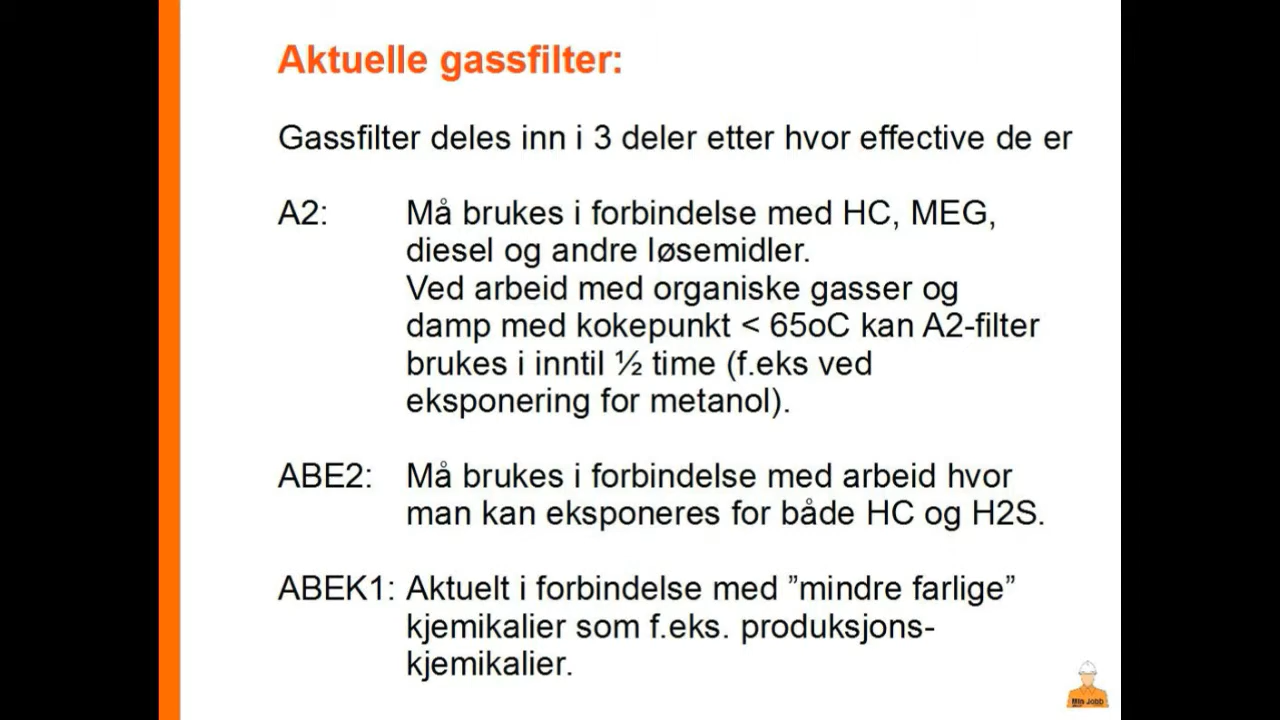 Aktuelle gassfilter:
Gassfilter deles inn i 3 deler etter hvor effective de er
A2: Må brukes i forbindelse med HC, MEG,
diesel og andre løsemidler.
Ved arbeid med organiske gasser og
damp med kokepunkt < 65oC kan A2-filter
brukes i inntil ½ time (f.eks ved
eksponering for metanol).
ABE2: Må brukes i forbindelse med arbeid hvor
man kan eksponeres for både HC og H2S.
ABEK1: Aktuelt i forbindelse med ”mindre farlige”
kjemikalier som f.eks. produksjons-
kjemikalier.
Min Jobb